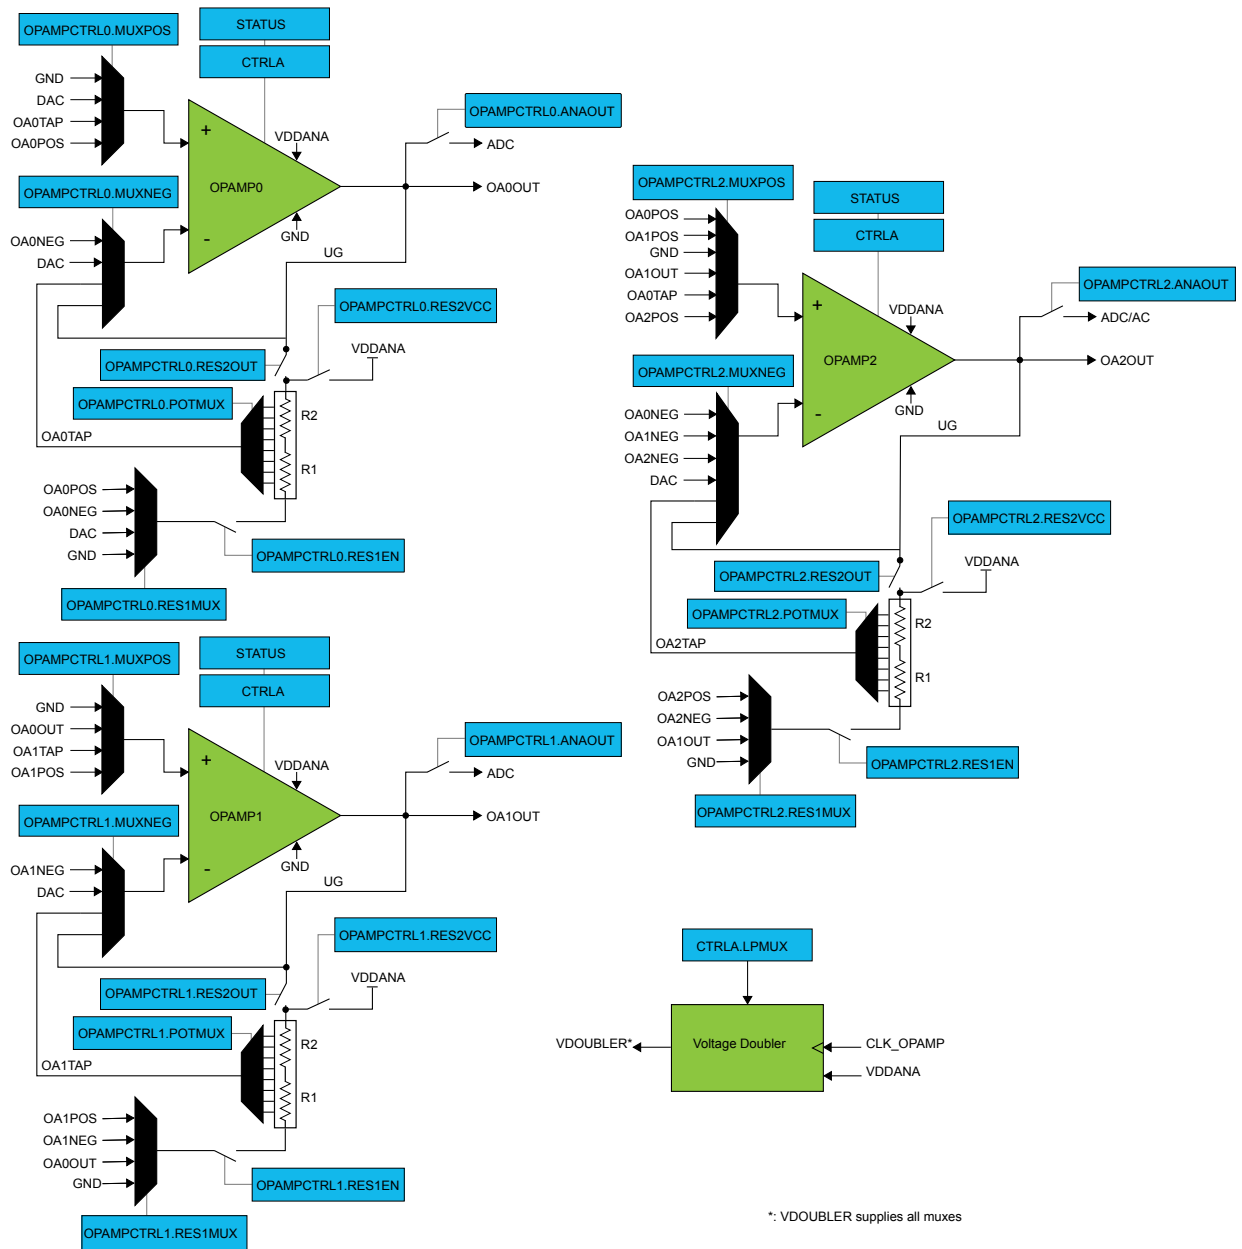 OPAMPCTRL0.MUXPOS
STATUS
CTRLA
GND
DAC
OA0TAP
OA0POS
+
VDDANA
OPAMPCTRL0.ANAOUT
ADC
OPAMP0
OA0OUT
OPAMPCTRL0.MUXNEG
OA0NEG
DAC
-
GND
UG
OPAMPCTRL0.RES2VCC
VDDANA
OPAMPCTRL0.RES2OUT
OPAMPCTRL0.POTMUX
R2
OA0TAP
R1
OA0POS
OA0NEG
DAC
GND
OPAMPCTRL0.RES1EN
OPAMPCTRL0.RES1MUX
OPAMPCTRL1.MUXPOS
STATUS
CTRLA
GND
OA0OUT
OA1TAP
OA1POS
+
VDDANA
OPAMPCTRL1.ANAOUT
ADC
OPAMP1
OA1OUT
OPAMPCTRL1.MUXNEG
OA1NEG
DAC
-
GND
UG
OPAMPCTRL1.RES2VCC
VDDANA
OPAMPCTRL1.RES2OUT
OPAMPCTRL1.POTMUX
R2
OA1TAP
R1
OA1POS
OA1NEG
OA0OUT
GND
OPAMPCTRL1.RES1EN
OPAMPCTRL1.RES1MUX
OPAMPCTRL2.MUXPOS
STATUS
CTRLA
OA0POS
OA1POS
GND
OA1OUT
OA0TAP
OA2POS
+
VDDANA
OPAMPCTRL2.ANAOUT
ADC/AC
OPAMP2
OA2OUT
OPAMPCTRL2.MUXNEG
OA0NEG
OA1NEG
OA2NEG
DAC
-
GND
UG
OPAMPCTRL2.RES2VCC
VDDANA
OPAMPCTRL2.RES2OUT
OPAMPCTRL2.POTMUX
R2
OA2TAP
R1
OA2POS
OA2NEG
OA1OUT
GND
OPAMPCTRL2.RES1EN
OPAMPCTRL2.RES1MUX
CTRLA.LPMUX
VDOUBLER*
Voltage Doubler
CLK_OPAMP
VDDANA
*: VDOUBLER supplies all muxes